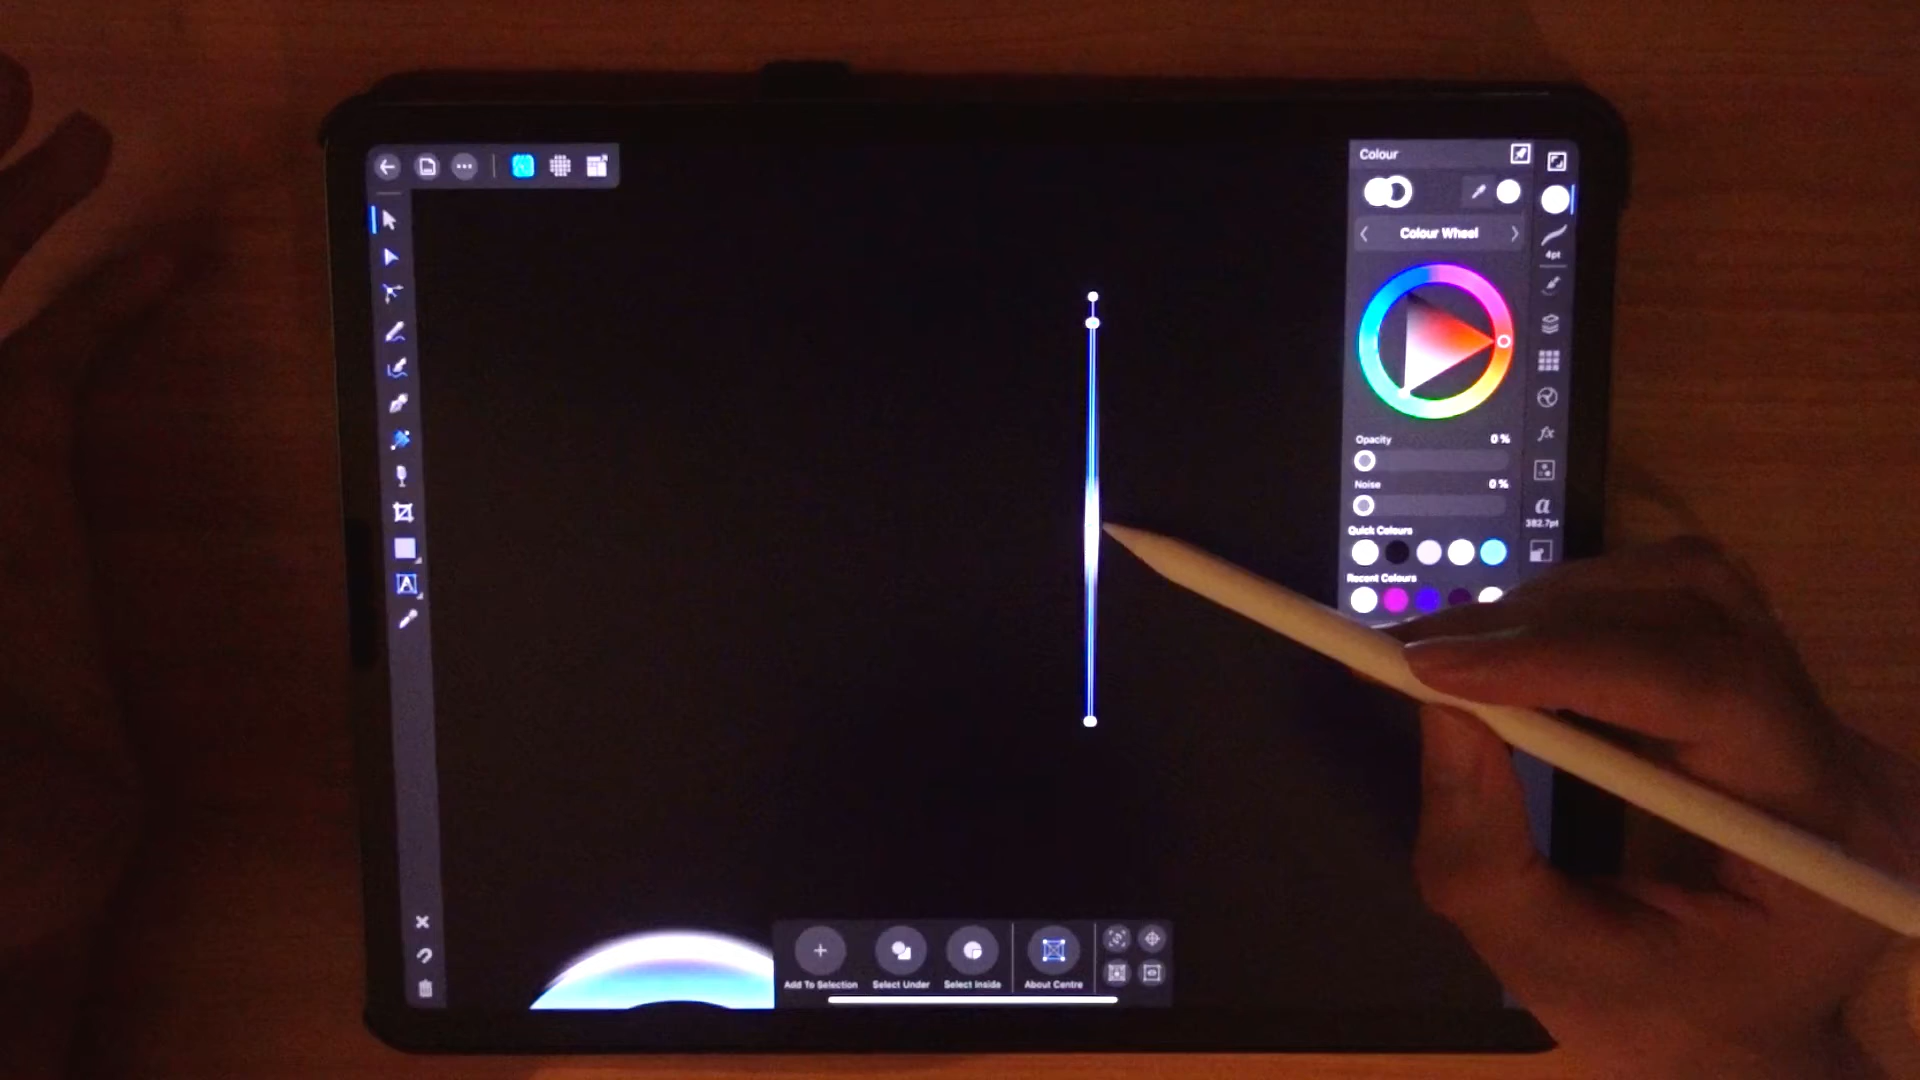 Colour
Colour Wheel
4pt
Opacity 0 %
Noise 0 %
382.7pt
Quick Colours
Recent Colours
Add To Selection
Select Under
Select Inside
About Centre